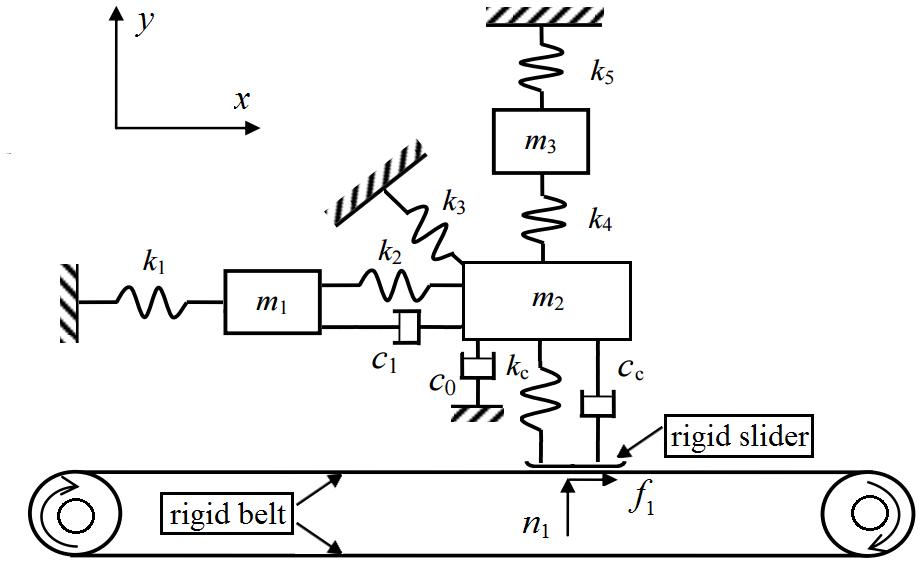 y
x
k5
m3
k3
k4
k1
k2
m1
m2
c1
c0
kc
cc
rigid slider
rigid belt
n1
f1